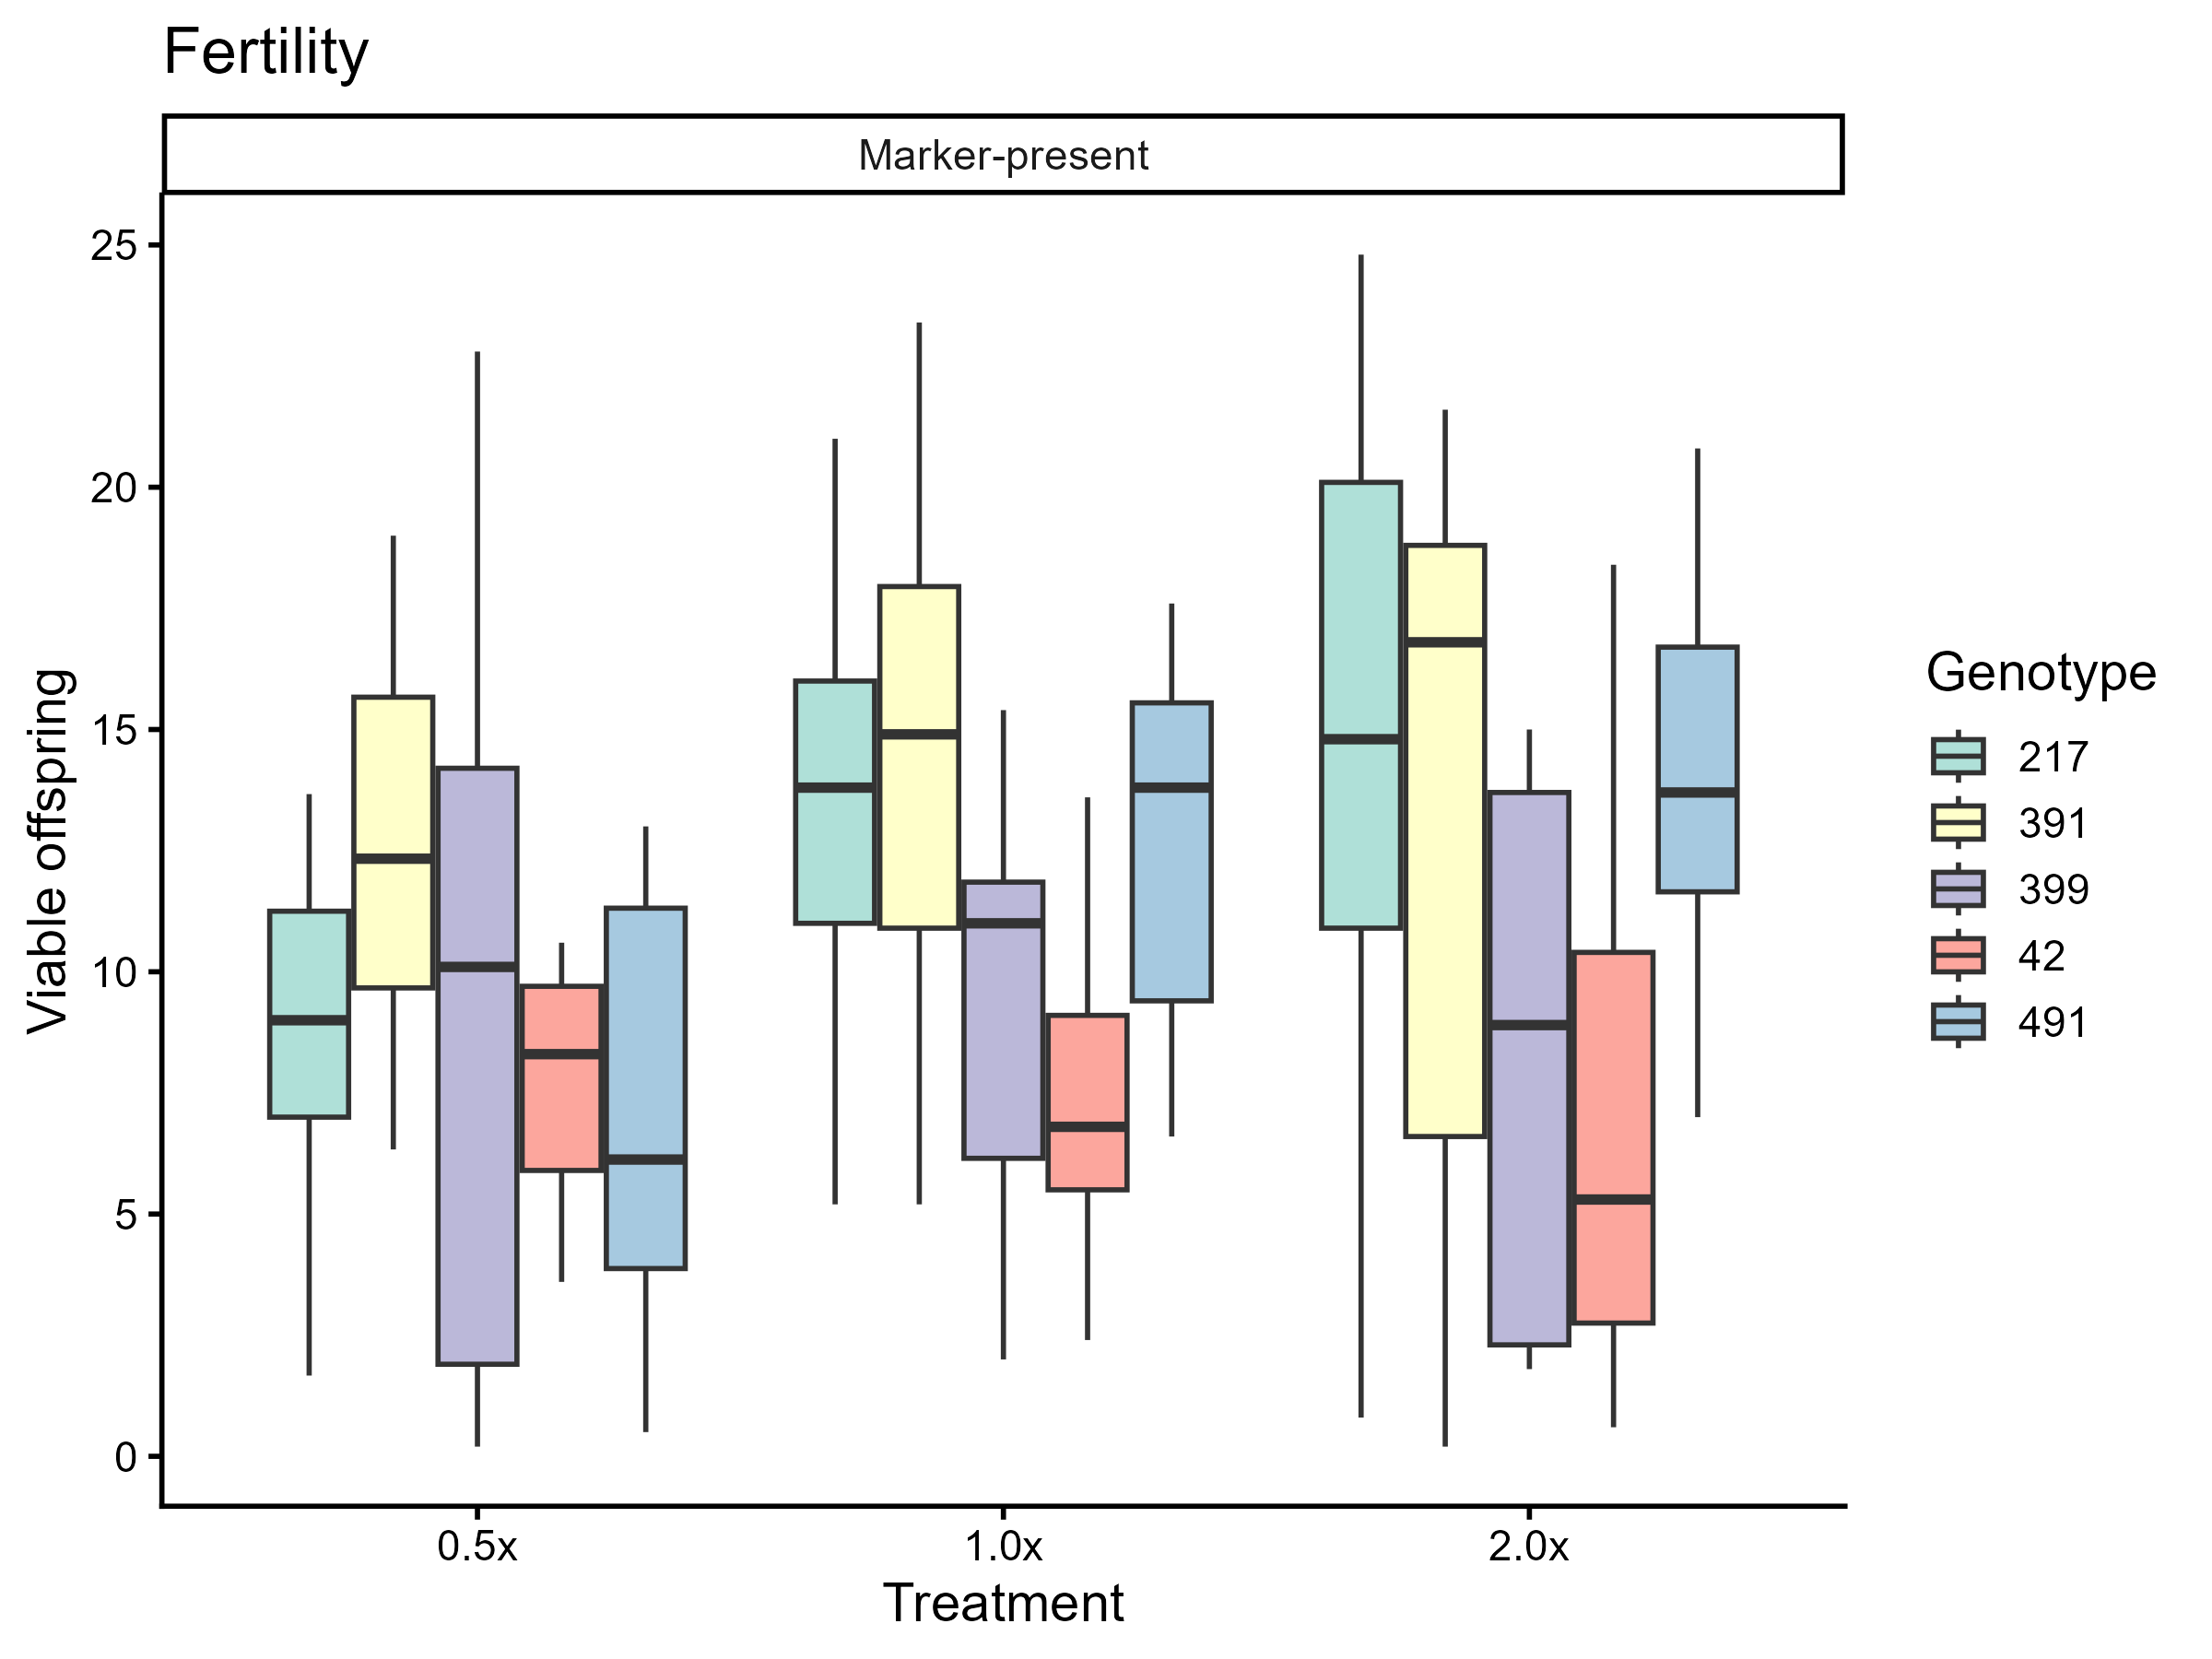 Fertility
Marker-present
25
20
15
10
5
0
Viable offspring
0.5x
1.0x
2.0x
Treatment
Genotype
217
391
399
42
491